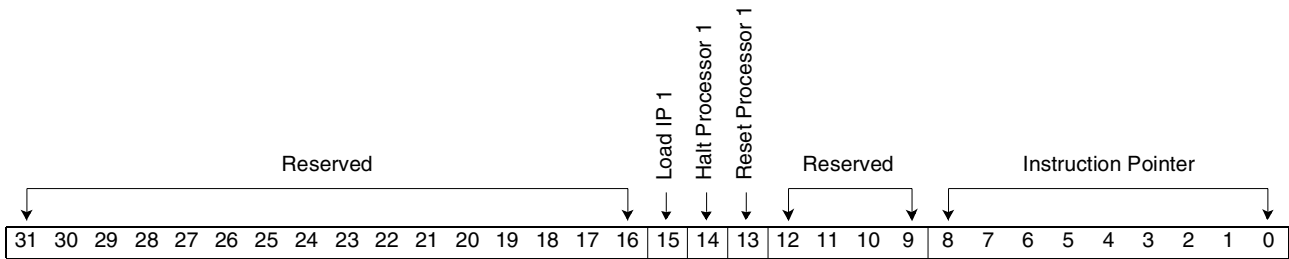 Load IP 1
Halt Processor 1
Reset Processor 1
Reserved
Reserved
Instruction Pointer
31 30 29 28 27 26 25 24 23 22 21 20 19 18 17 16 15 14 13 12 11 10 9 8 7 6 5 4 3 2 1 0